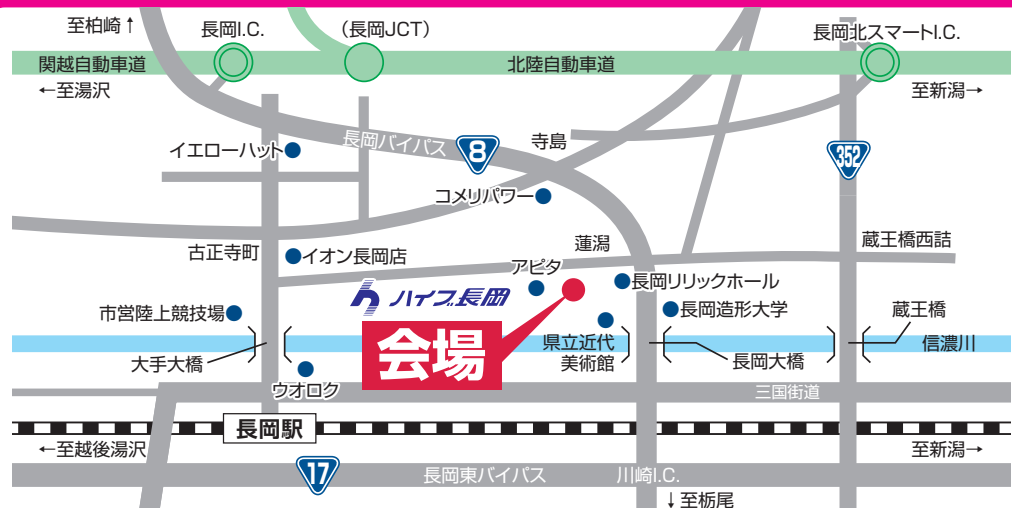 至柏崎↑
長岡I.C.
（長岡JCT）
長岡北スマートI.C.
関越自動車道
北陸自動車道
←至湯沢
至新潟→
長岡バイパス
8
寺島
352
イエローハット
コメリパワー
古正寺町
イオン長岡店
蓮潟
蔵王橋西詰
アピタ
長岡リリックホール
ハイブ長岡
市営陸上競技場
長岡造形大学
蔵王橋
会場
県立近代
美術館
大手大橋
長岡大橋
信濃川
ウオロク
三国街道
長岡駅
←至越後湯沢
至新潟→
17
長岡東バイパス
川崎I.C.
↓至栃尾